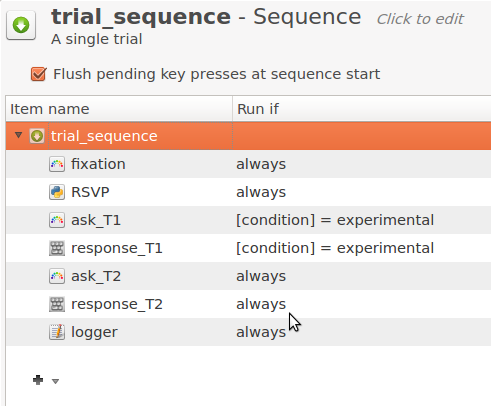 trial_sequence - Sequence Click to edit
A single trial
Flush pending key presses at sequence start
Item name Run if
trial_sequence
fixation always
RSVP always
ask_T1 [condition] = experimental
response_T1 [condition] = experimental
ask_T2 always
response_T2 always
logger always